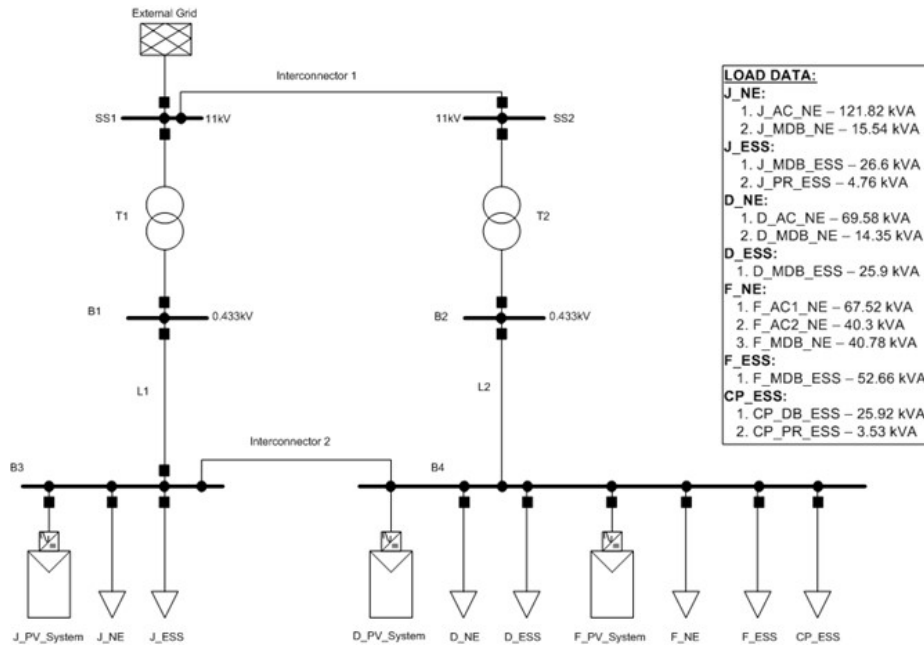 External Grid
Interconnector 1
SS1
11kV
11kV
SS2
T1
T2
B1
0.433kV
B2
0.433kV
L1
L2
Interconnector 2
B3
B4
J_PV_System
J_NE
J_ESS
D_PV_System
D_NE
D_ESS
F_PV_System
F_NE
F_ESS
CP_ESS
LOAD DATA:
J_NE:
1. J_AC_NE – 121.82 kVA
2. J_MDB_NE – 15.54 kVA
J_ESS:
1. J_MDB_ESS – 26.6 kVA
2. J_PR_ESS – 4.76 kVA
D_NE:
1. D_AC_NE – 69.58 kVA
2. D_MDB_NE – 14.35 kVA
D_ESS:
1. D_MDB_ESS – 25.9 kVA
F_NE:
1. F_AC1_NE – 67.52 kVA
2. F_AC2_NE – 40.3 kVA
3. F_MDB_NE – 40.78 kVA
F_ESS:
1. F_MDB_ESS – 52.66 kVA
CP_ESS:
1. CP_DB_ESS – 25.92 kVA
2. CP_PR_ESS – 3.53 kVA